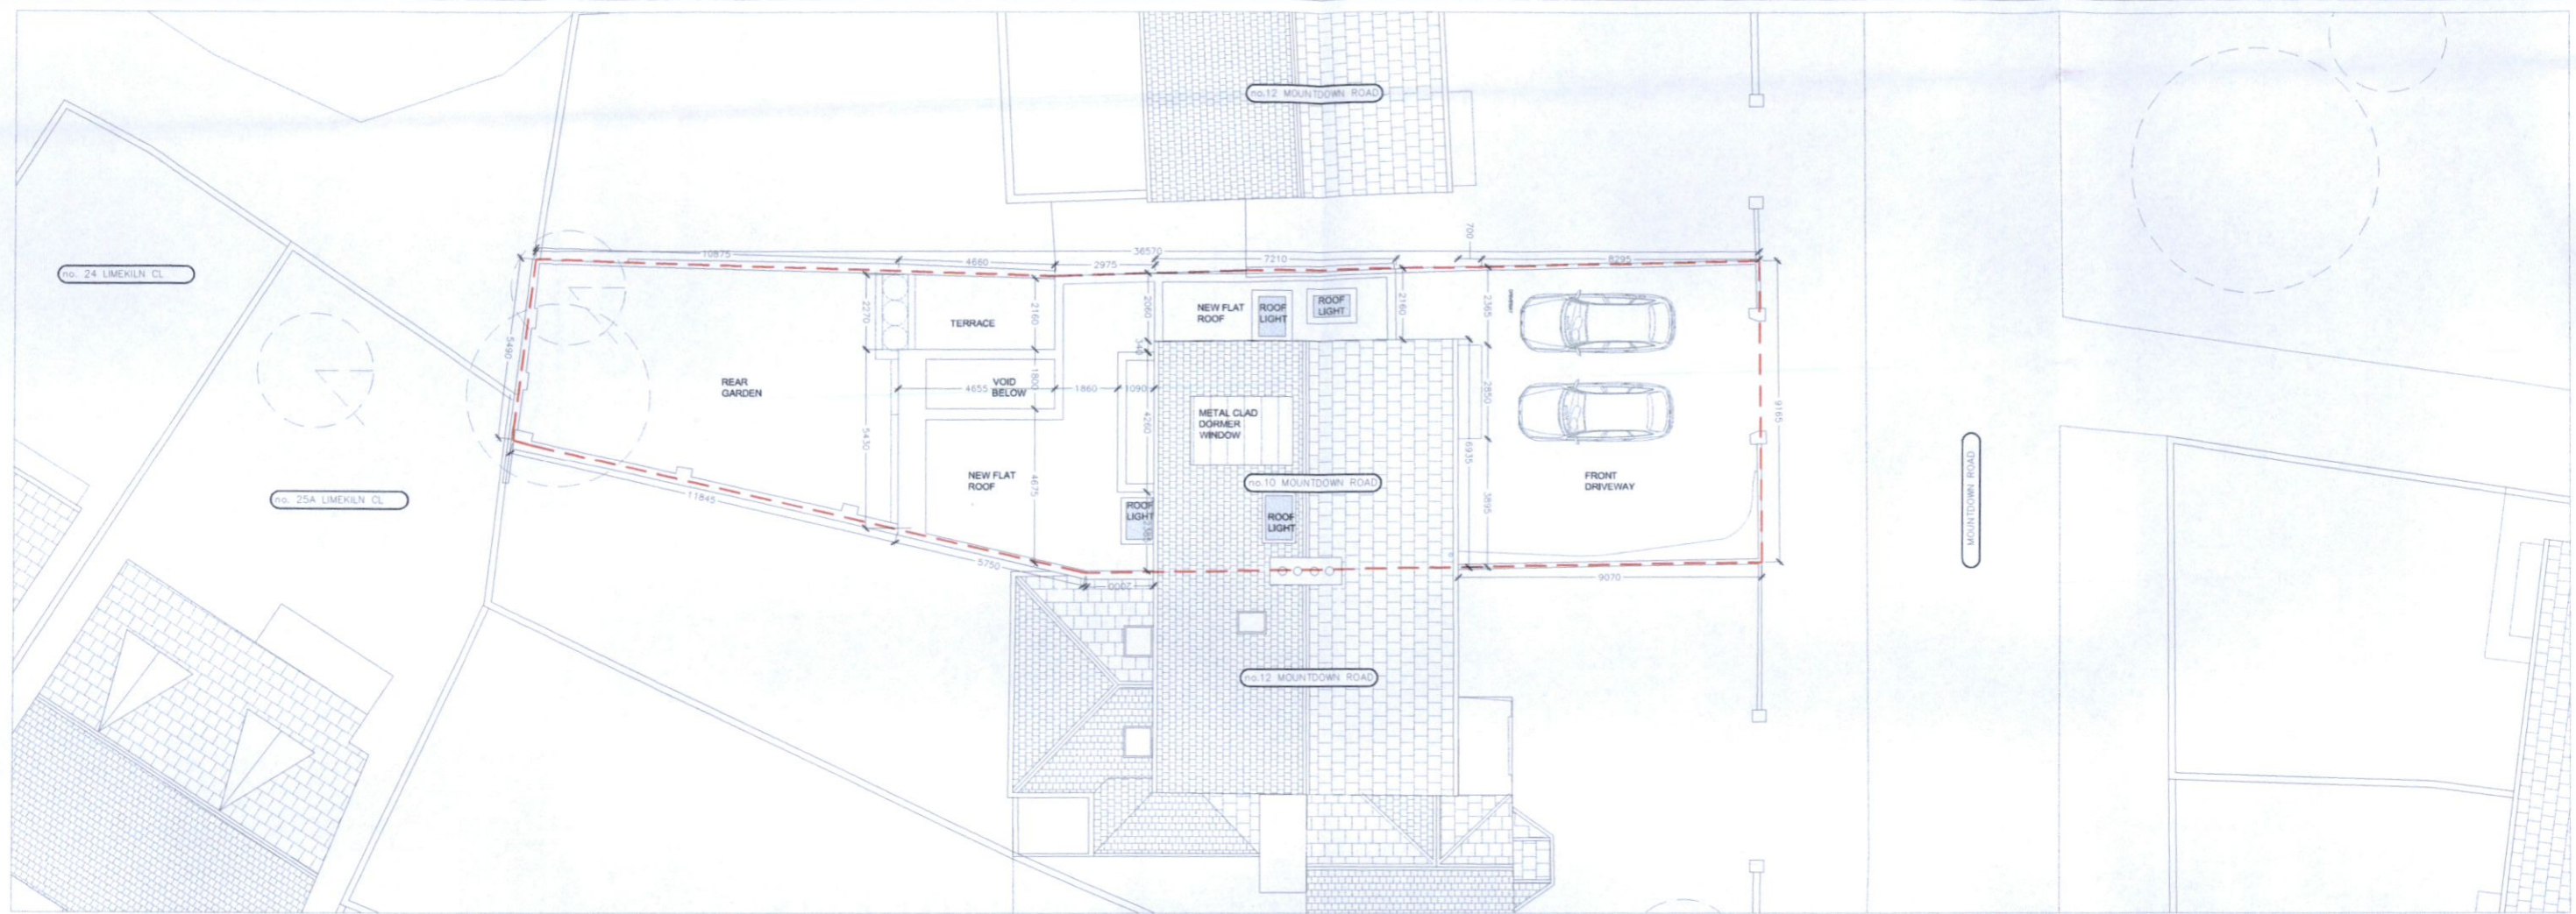 no.12 MOUNTDOWN ROAD
no. 24 LIMEKILN CL.
10875
4660
2975
36570
7210
700
8295
2270
2160
2060
2160
2365
TERRACE
NEW FLAT
ROOF
ROOF
LIGHT
ROOF
LIGHT
5490
REAR
GARDEN
4655
VOID
BELOW
1800
1860
1090
4260
2850
9165
METAL CLAD
DORMER
WINDOW
5430
6935
no.10 MOUNTDOWN ROAD
NEW FLAT
ROOF
4675
FRONT
DRIVEWAY
3895
MOUNTDOWN ROAD
no. 25A LIMEKILN CL.
11845
ROOF
LIGHT
ROOF
LIGHT
5750
2000
9070
no.12 MOUNTDOWN ROAD